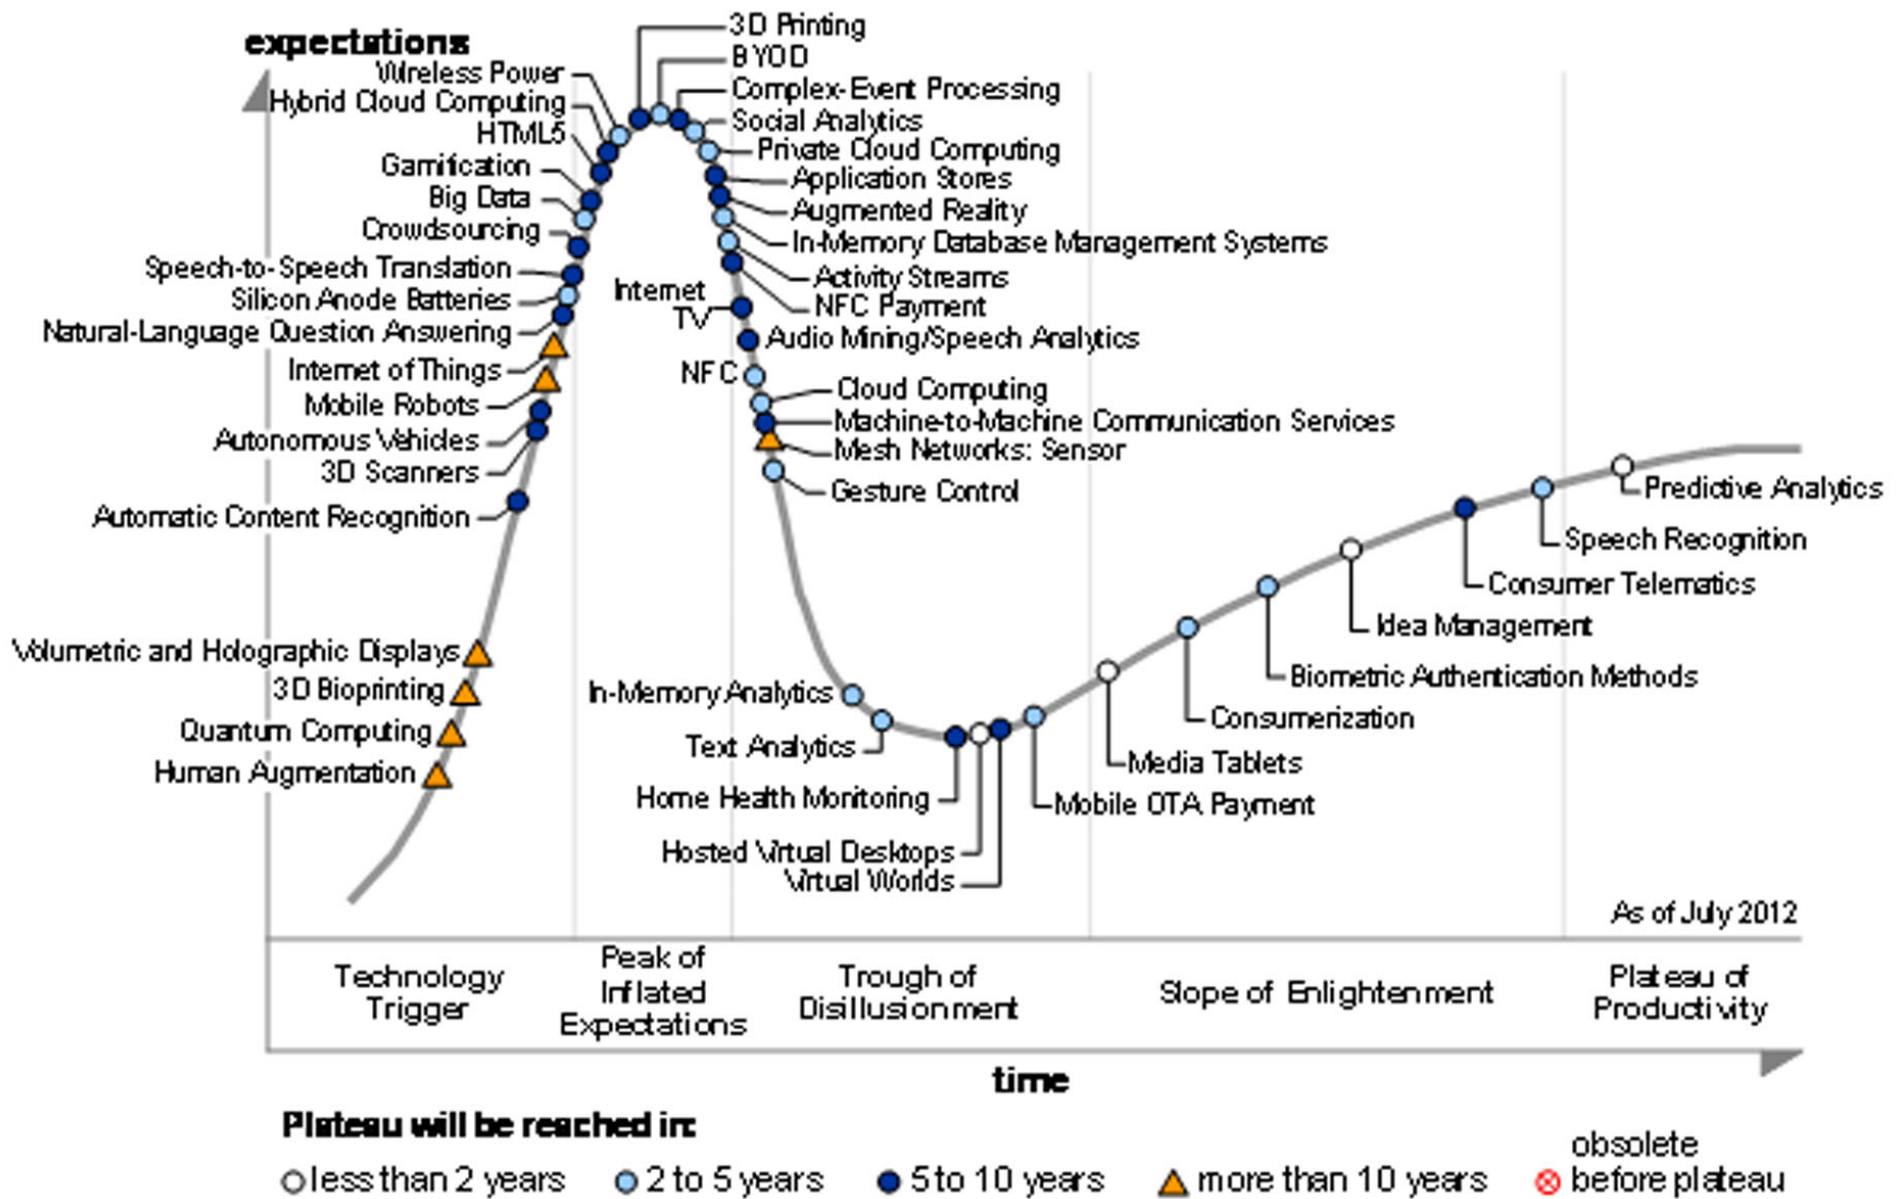 expectations
3D Printing
BYOD
Wireless Power
Complex-Event Processing
Hybrid Cloud Computing
Social Analytics
HTML5
Private Cloud Computing
Gamification
Application Stores
Big Data
Augmented Reality
Crowdsourcing
In-Memory Database Management Systems
Speech-to-Speech Translation
Activity Streams
Silicon Anode Batteries
Internet
TV
NFC Payment
Natural-Language Question Answering
Audio Mining/Speech Analytics
Internet of Things
NFC
Cloud Computing
Mobile Robots
Machine-to-Machine Communication Services
Autonomous Vehicles
Mesh Networks: Sensor
3D Scanners
Gesture Control
Predictive Analytics
Automatic Content Recognition
Speech Recognition
Consumer Telematics
Idea Management
Volumetric and Holographic Displays
Biometric Authentication Methods
3D Bioprinting
In-Memory Analytics
Consumerization
Quantum Computing
Text Analytics
Media Tablets
Human Augmentation
Home Health Monitoring
Mobile OTA Payment
Hosted Virtual Desktops
Virtual Worlds
As of July 2012
Technology
Trigger
Peak of
Inflated
Expectations
Trough of
Disillusionment
Slope of Enlightenment
Plateau of
Productivity
time
Plateau will be reached in:
less than 2 years
2 to 5 years
5 to 10 years
more than 10 years
obsolete
before plateau